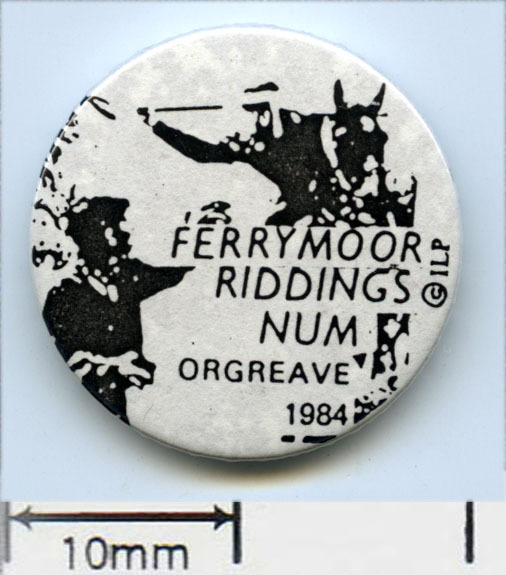 FERRYMOOR
RIDDINGS
NUM
ORGREAVE
1984
© ILP
10mm